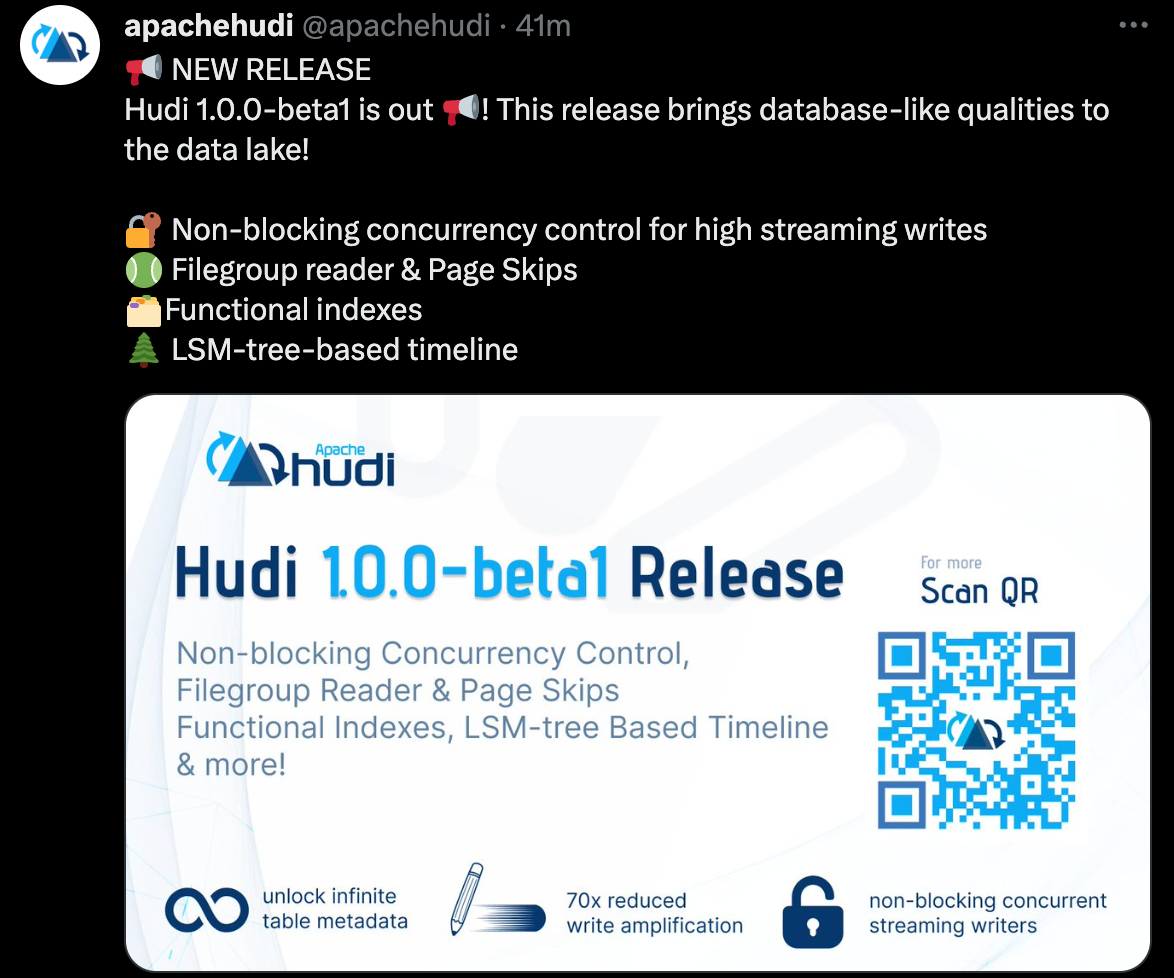 apachehudi @apachehudi · 41m
📢 NEW RELEASE
Hudi 1.0.0-beta1 is out 📢! This release brings database-like qualities to
the data lake!
🔐 Non-blocking concurrency control for high streaming writes
🎾 Filegroup reader & Page Skips
🗂️Functional indexes
🌲 LSM-tree-based timeline
Apache
hudi
Hudi 1.0.0-beta1 Release
For more
Scan QR
Non-blocking Concurrency Control,
Filegroup Reader & Page Skips
Functional Indexes, LSM-tree Based Timeline
& more!
unlock infinite
table metadata
70x reduced
write amplification
non-blocking concurrent
streaming writers